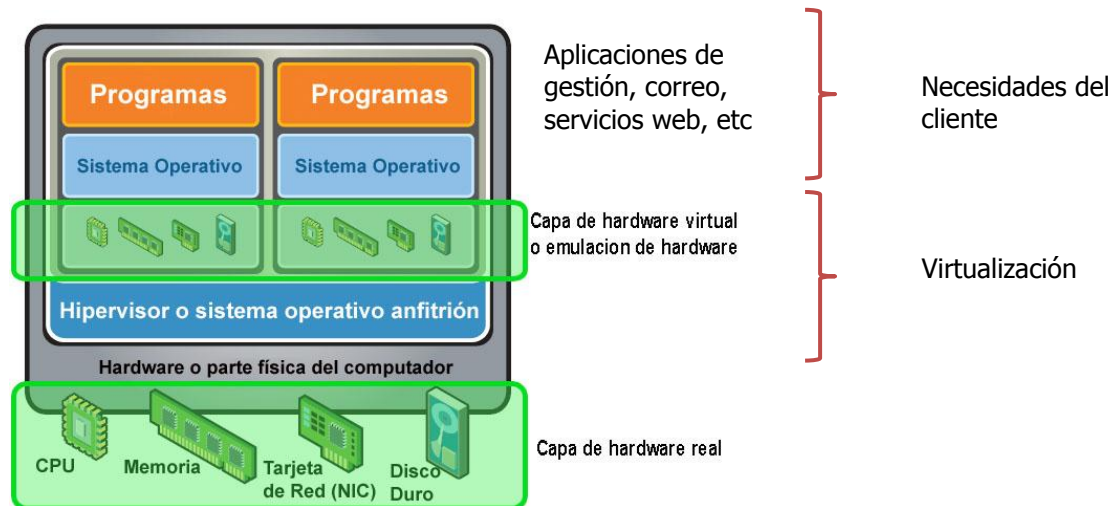 Programas
Programas
Sistema Operativo
Sistema Operativo
Hipervisor o sistema operativo anfitrión
Hardware o parte física del computador
CPU
Memoria
Tarjeta
de Red (NIC)
Disco
Duro
Aplicaciones de
gestión, correo,
servicios web, etc
Necesidades del
cliente
Capa de hardware virtual
o emulacion de hardware
Virtualización
Capa de hardware real